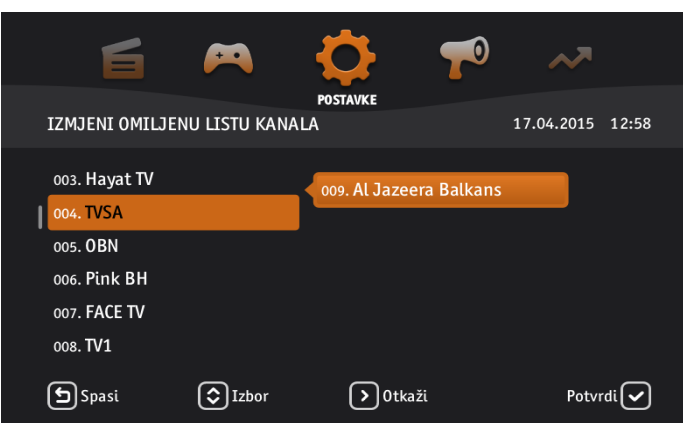 POSTAVKE
IZMJENI OMILJENU LISTU KANALA 17.04.2015 12:58
003. Hayat TV
009. Al Jazeera Balkans
004. TVSA
005. OBN
006. Pink BH
007. FACE TV
008. TV1
Spasi Izbor Otkaži Potvrdi